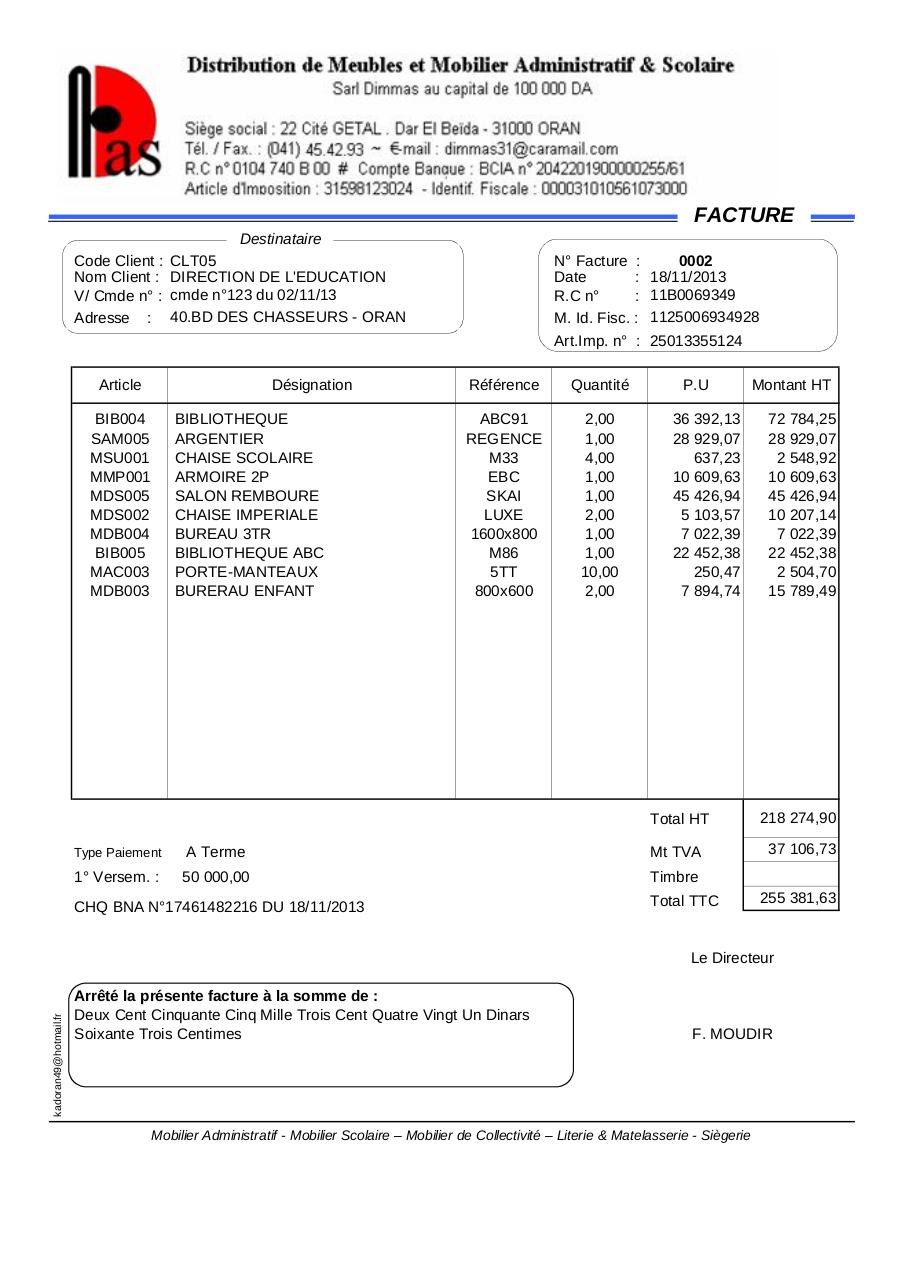 Pas
Distribution de Meubles et Mobilier Administratif & Scolaire
Sarl Dimmas au capital de 100 000 DA
Siège social : 22 Cité GETAL . Dar El Beïda - 31000 ORAN
Tél. / Fax. : (041) 45.42.93 ~ €-mail : dimmas31@caramail.com
R.C n° 0104 740 B 00 # Compte Banque : BCIA n° 2042201900000255/61
Article d'Imposition : 31598123024 - Identif. Fiscale : 000031010561073000
FACTURE
Destinataire
Code Client : CLT05
Nom Client : DIRECTION DE L'EDUCATION
V/ Cmde n° : cmde n°123 du 02/11/13
Adresse : 40.BD DES CHASSEURS - ORAN
N° Facture : 0002
Date : 18/11/2013
R.C n° : 11B0069349
M. Id. Fisc. : 1125006934928
Art.Imp. n° : 25013355124
Article Désignation Référence Quantité P.U Montant HT
BIB004 BIBLIOTHEQUE ABC91 2,00 36 392,13 72 784,25
SAM005 ARGENTIER REGENCE 1,00 28 929,07 28 929,07
MSU001 CHAISE SCOLAIRE M33 4,00 637,23 2 548,92
MMP001 ARMOIRE 2P EBC 1,00 10 609,63 10 609,63
MDS005 SALON REMBOURE SKAI 1,00 45 426,94 45 426,94
MDS002 CHAISE IMPERIALE LUXE 2,00 5 103,57 10 207,14
MDB004 BUREAU 3TR 1600x800 1,00 7 022,39 7 022,39
BIB005 BIBLIOTHEQUE ABC M86 1,00 22 452,38 22 452,38
MAC003 PORTE-MANTEAUX 5TT 10,00 250,47 2 504,70
MDB003 BURERAU ENFANT 800x600 2,00 7 894,74 15 789,49
Total HT 218 274,90
Type Paiement A Terme
Mt TVA 37 106,73
1° Versem. : 50 000,00
Timbre
CHQ BNA N°17461482216 DU 18/11/2013
Total TTC 255 381,63
Le Directeur
Arrêté la présente facture à la somme de :
Deux Cent Cinquante Cinq Mille Trois Cent Quatre Vingt Un Dinars
Soixante Trois Centimes
F. MOUDIR
kadoran49@hotmail.fr
Mobilier Administratif - Mobilier Scolaire – Mobilier de Collectivité – Literie & Matelasserie - Siègerie